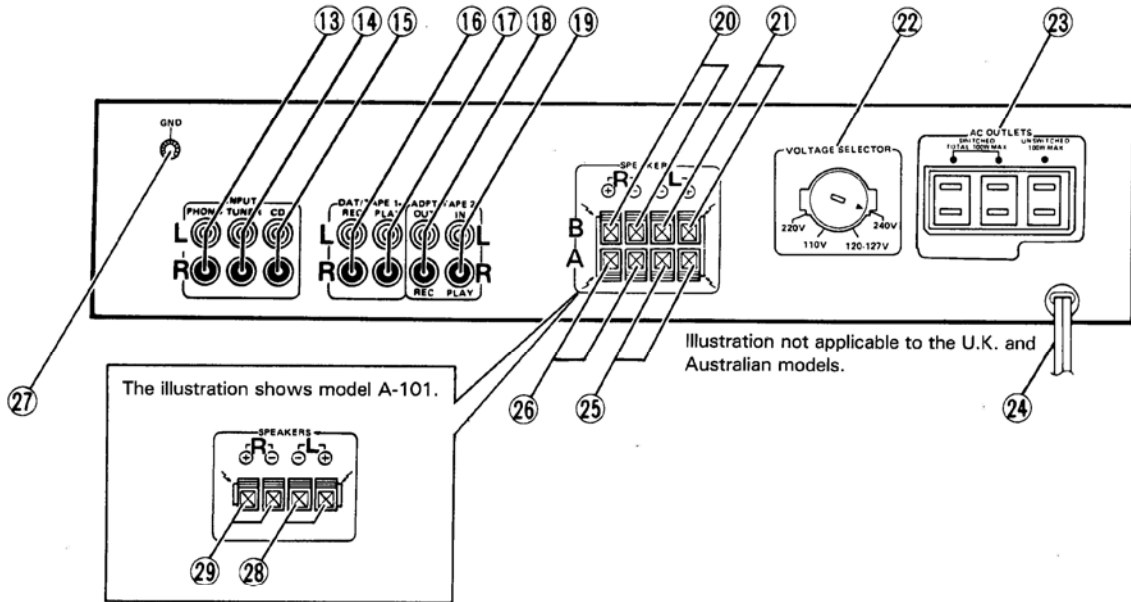 13 14 15 16 17 18 19 20 21 22 23
GND
INPUT
PHONO TUNER CD
L
R
DAT/TAPE 1 ADPT/TAPE 2
REC PLAY OUT IN
L L
R R
REC PLAY
SPEAKERS
R L
+ - - +
B
A
VOLTAGE SELECTOR
220V 240V
110V 120-127V
AC OUTLETS
SWITCHED UNSWITCHED
TOTAL 100W MAX 100W MAX
Illustration not applicable to the U.K. and
Australian models.
27 26 25 24
The illustration shows model A-101.
SPEAKERS
R L
+ - - +
29 28